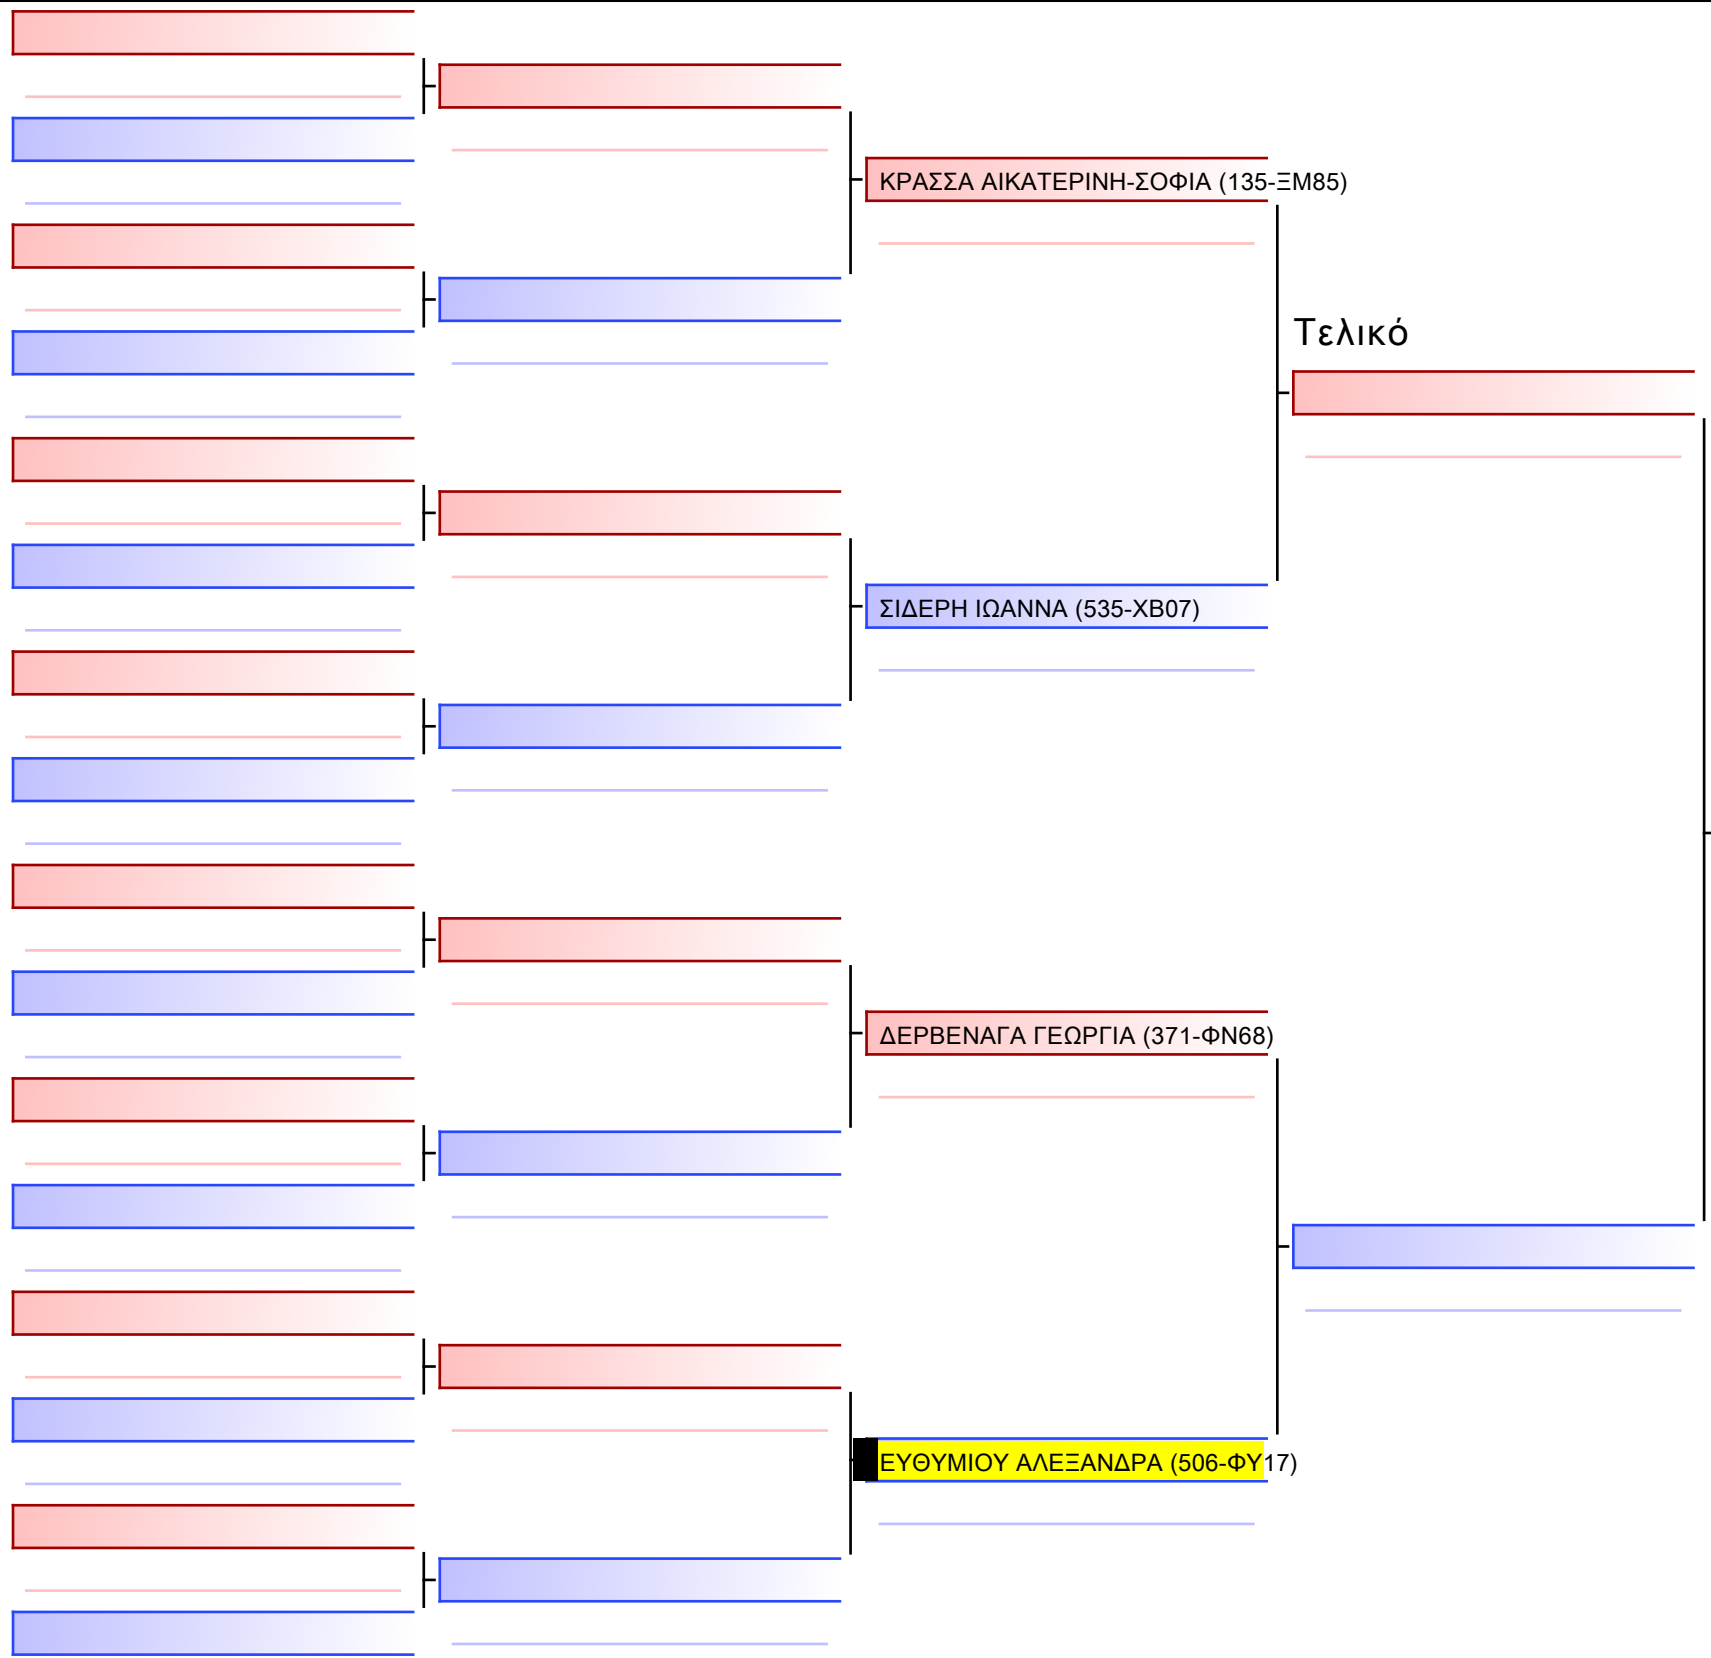 ΚΡΑΣΣΑ ΑΙΚΑΤΕΡΙΝΗ-ΣΟΦΙΑ (135-ΞΜ85)
Τελικό
ΣΙΔΕΡΗ ΙΩΑΝΝΑ (535-ΧΒ07)
ΔΕΡΒΕΝΑΓΑ ΓΕΩΡΓΙΑ (371-ΦΝ68)
ΕΥΘΥΜΙΟΥ ΑΛΕΞΑΝΔΡΑ (506-ΦΥ17)